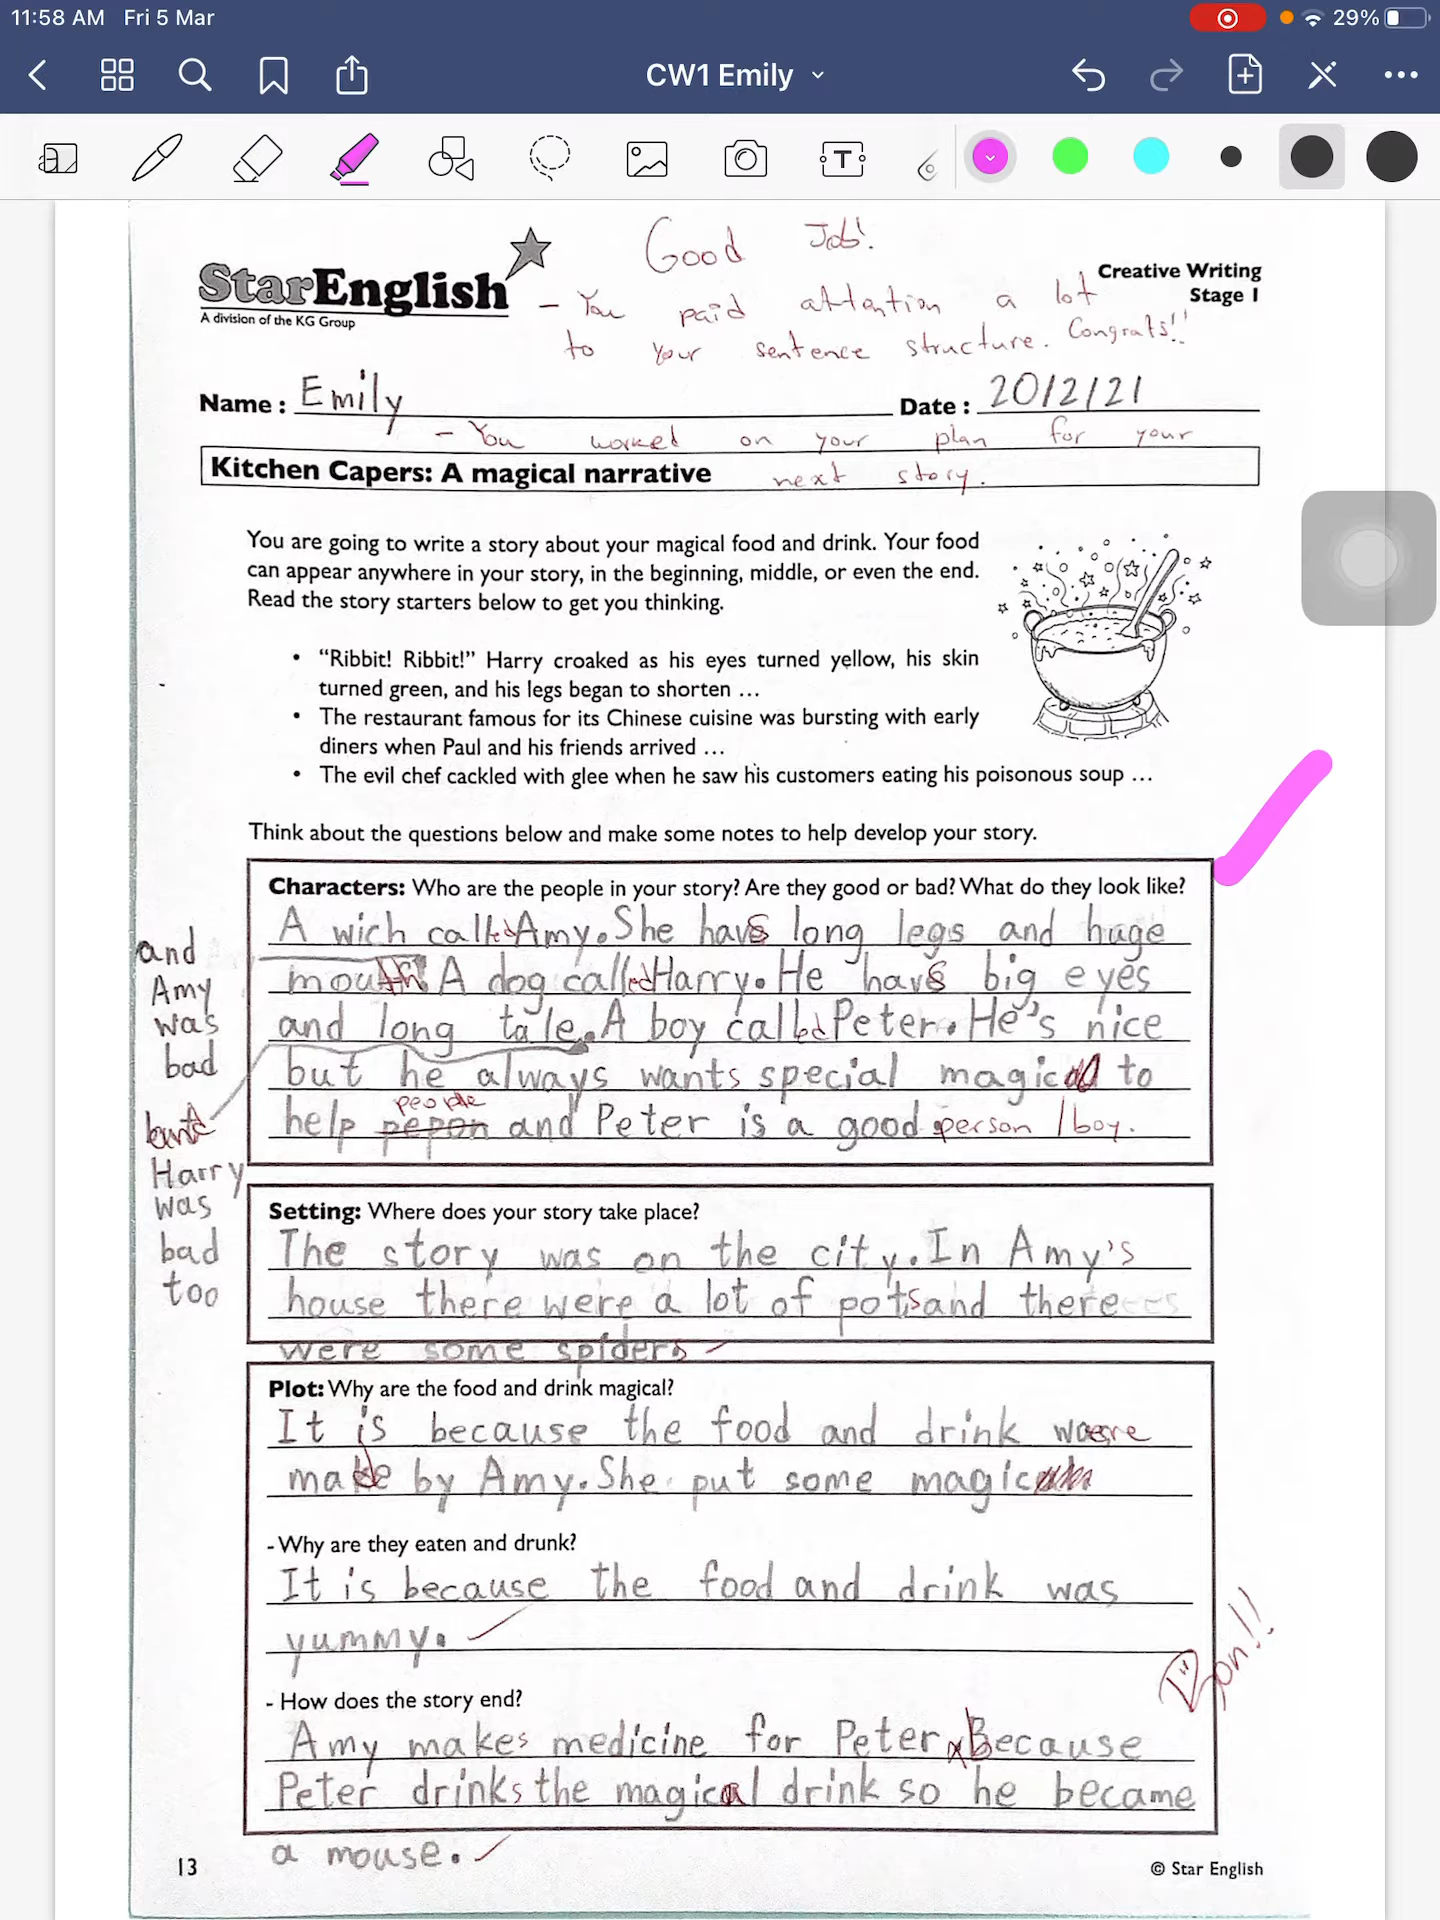 11:58 AM Fri 5 Mar
29%
CW1 Emily
T
StarEnglish
A division of the KG Group
Good Job!
Creative Writing
Stage 1
- You paid attention a lot
to your sentence structure. Congrats!!
Name : Emily
Date : 20/2/21
- You worked on your plan for your
next story.
Kitchen Capers: A magical narrative
You are going to write a story about your magical food and drink. Your food
can appear anywhere in your story, in the beginning, middle, or even the end.
Read the story starters below to get you thinking.
• “Ribbit! Ribbit!” Harry croaked as his eyes turned yellow, his skin
turned green, and his legs began to shorten ...
• The restaurant famous for its Chinese cuisine was bursting with early
diners when Paul and his friends arrived ...
• The evil chef cackled with glee when he saw his customers eating his poisonous soup ...
Think about the questions below and make some notes to help develop your story.
Characters: Who are the people in your story? Are they good or bad? What do they look like?
A wich called Amy. She has long legs and huge
mouth A dog called Harry. He has big eyes
and long tale. A boy called Peter. He's nice
but he always wants special magic to
people
help pepon and Peter is a good person / boy.
and
Amy
was
bad
Harry
was
bad
too
Setting: Where does your story take place?
The story was on the city. In Amy's
house there were a lot of pots and there
were some spiders
Plot: Why are the food and drink magical?
It is because the food and drink were
made by Amy. She put some magic
- Why are they eaten and drunk?
It is because the food and drink was
yummy.
- How does the story end?
Amy makes medicine for Peter Because
Peter drinks the magical drink so he became
a mouse.
13
© Star English